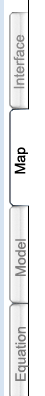 Interface
Map
Model
Equation